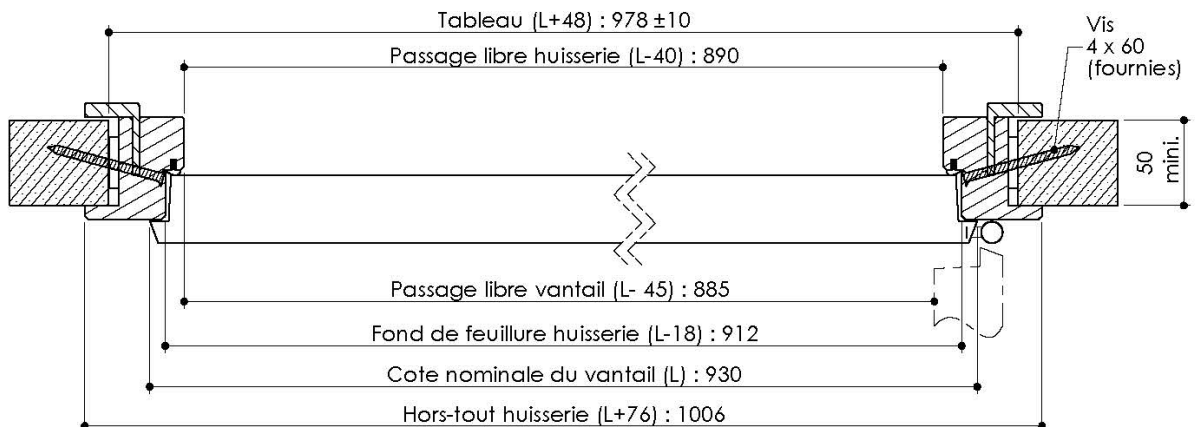 Tableau (L+48) : 978 ±10
Vis
4 x 60
(fournies)
Passage libre huisserie (L-40) : 890
50
mini.
Passage libre vantail (L- 45) : 885
Fond de feuillure huisserie (L-18) : 912
Cote nominale du vantail (L) : 930
Hors-tout huisserie (L+76) : 1006